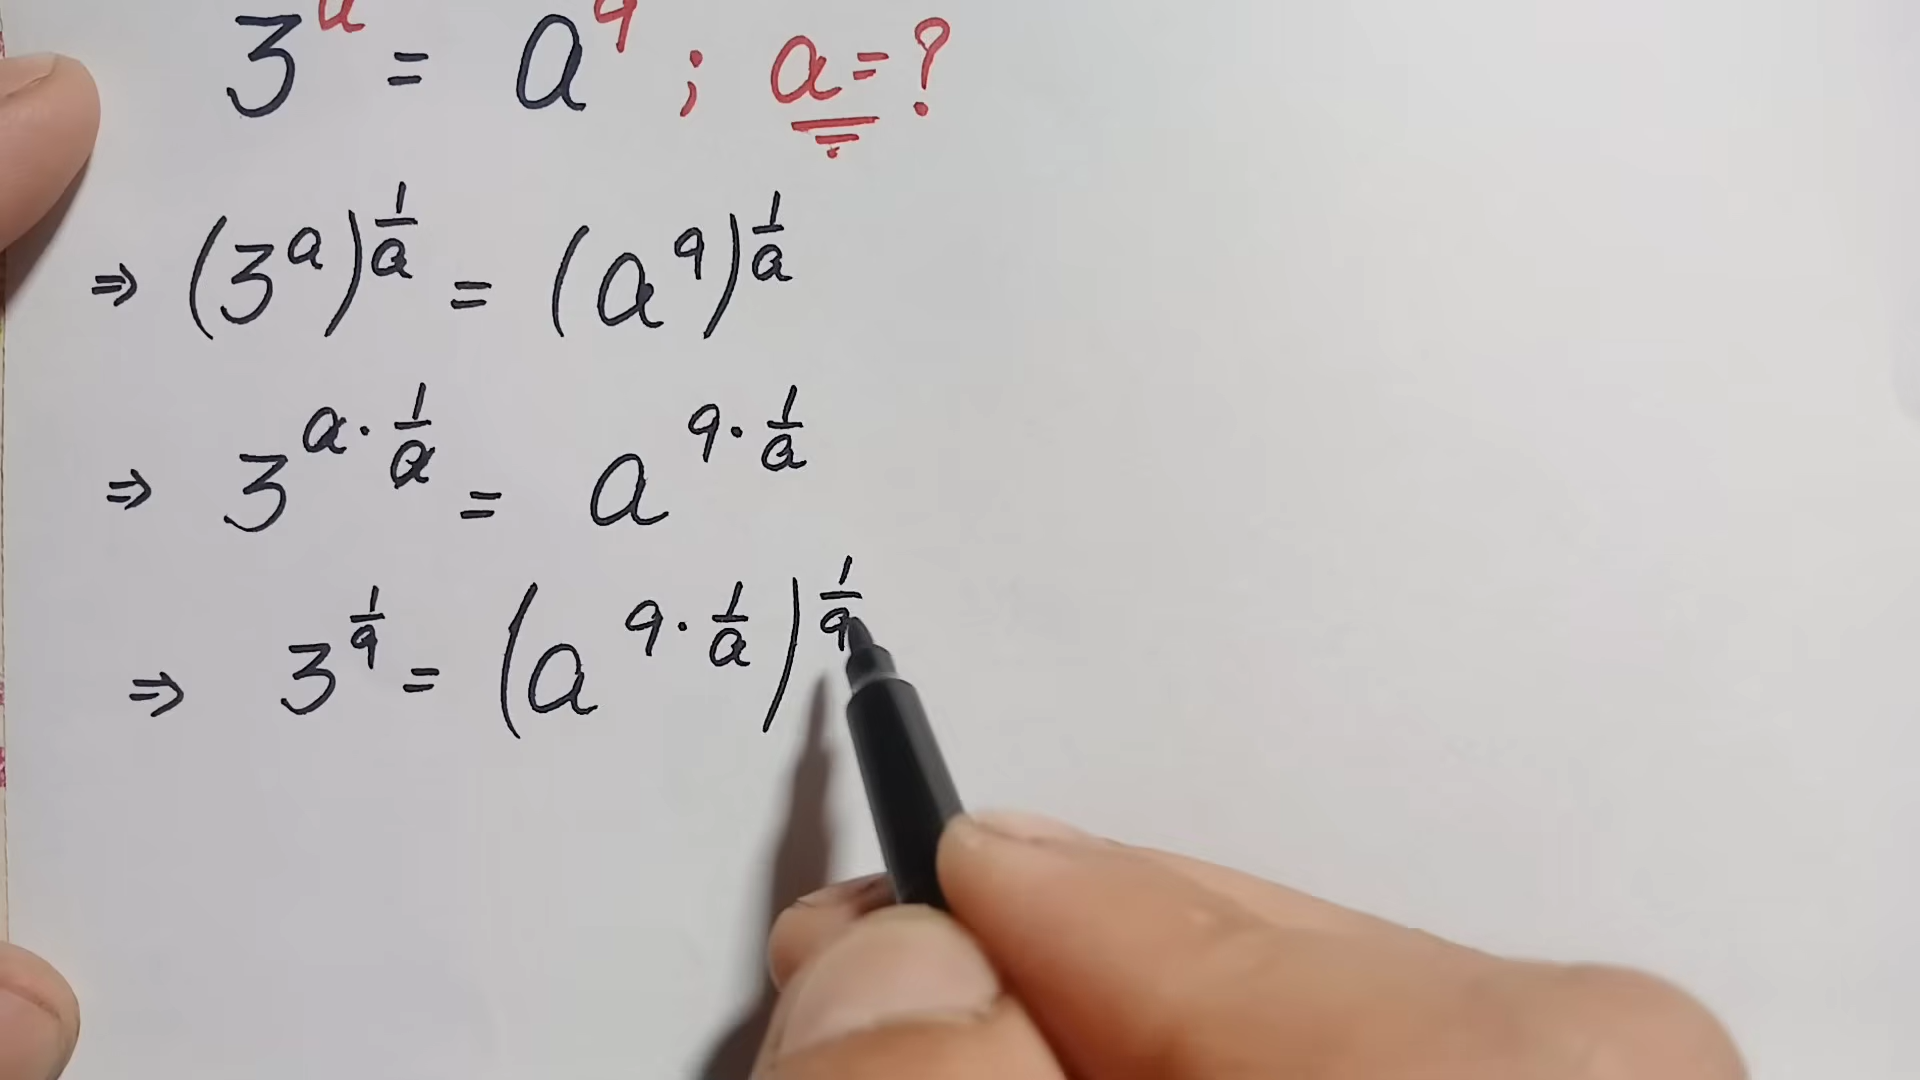 3^a = a^9 ; a = ?
⇒ (3^a)^(1/a) = (a^9)^(1/a)
⇒ 3^(a · 1/a) = a^(9 · 1/a)
⇒ 3^(1/9) = (a^(9 · 1/a))^(1/9)